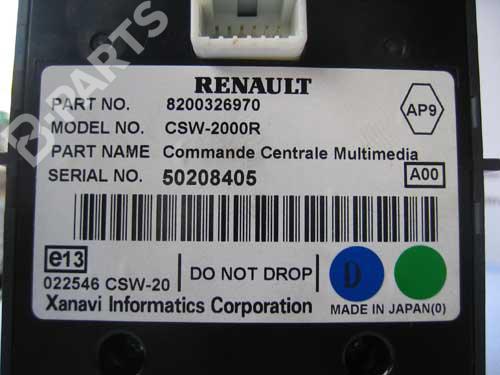 RENAULT
PART NO. 8200326970
MODEL NO. CSW-2000R
PART NAME Commande Centrale Multimedia
SERIAL NO. 50208405
AP9
A00
e13
022546 CSW-20
DO NOT DROP
D
Xanavi Informatics Corporation
MADE IN JAPAN(0)
B-PARTS